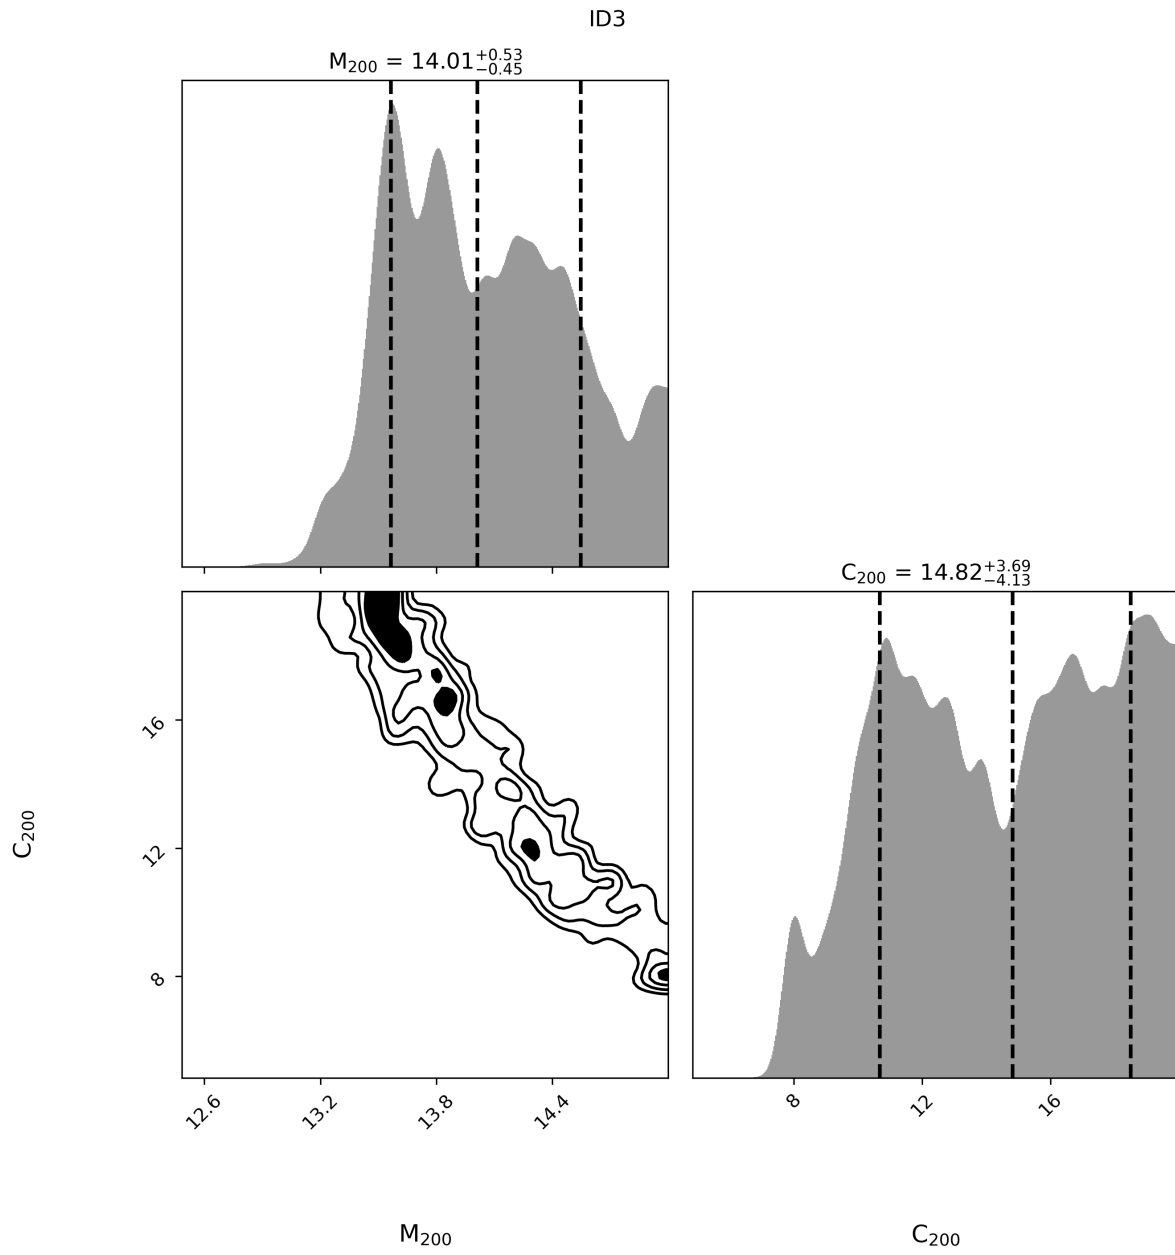 ID3
M₂₀₀ = 14.01⁺⁰·⁵³₋₀.₄₅
C₂₀₀ = 14.82⁺³·⁶⁹₋₄.₁₃
16
12
8
C₂₀₀
12.6 13.2 13.8 14.4
8 12 16
M₂₀₀ C₂₀₀